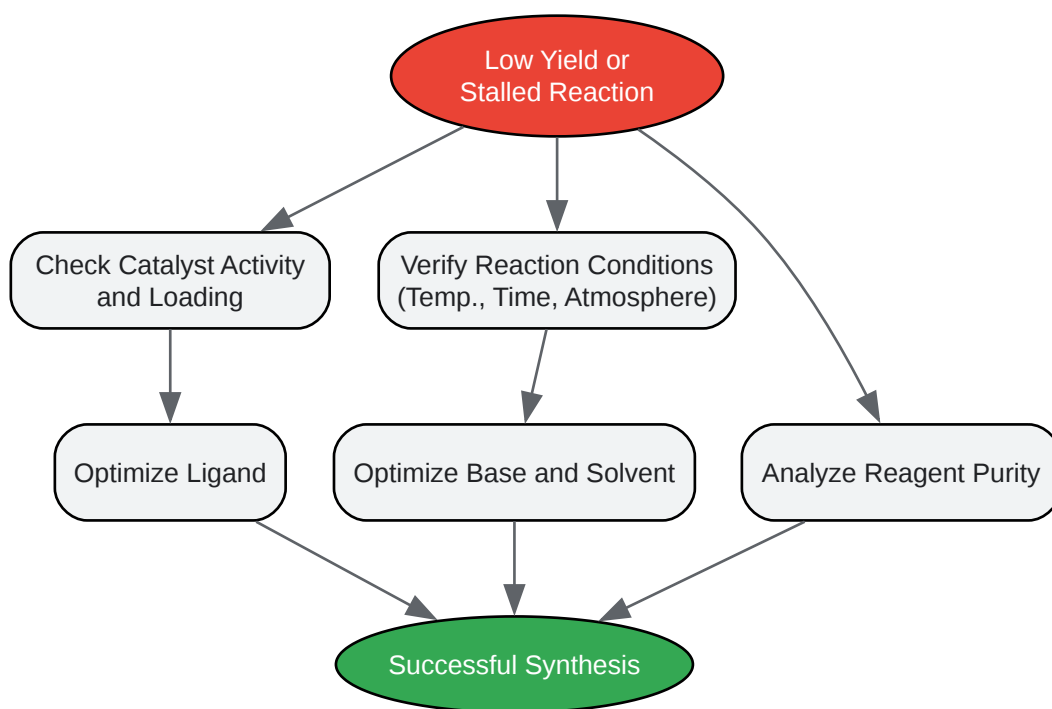 Low Yield or
Stalled Reaction
Check Catalyst Activity
and Loading
Verify Reaction Conditions
(Temp., Time, Atmosphere)
Optimize Ligand
Optimize Base and Solvent
Analyze Reagent Purity
Successful Synthesis